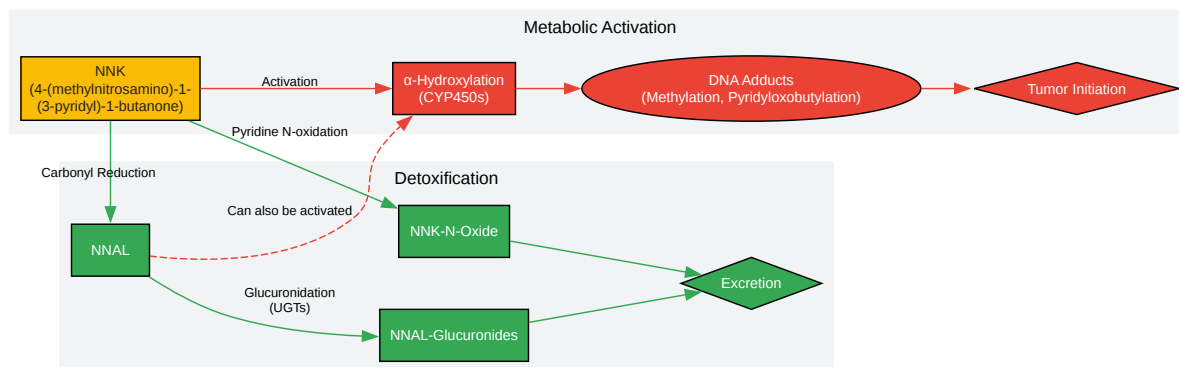 Metabolic Activation
NNK
(4-(methylnitrosamino)-1-
(3-pyridyl)-1-butanone)
Activation
α-Hydroxylation
(CYP450s)
DNA Adducts
(Methylation, Pyridyloxobutylation)
Tumor Initiation
Pyridine N-oxidation
Carbonyl Reduction
Detoxification
Can also be activated
NNK-N-Oxide
NNAL
Excretion
Glucuronidation
(UGTs)
NNAL-Glucuronides